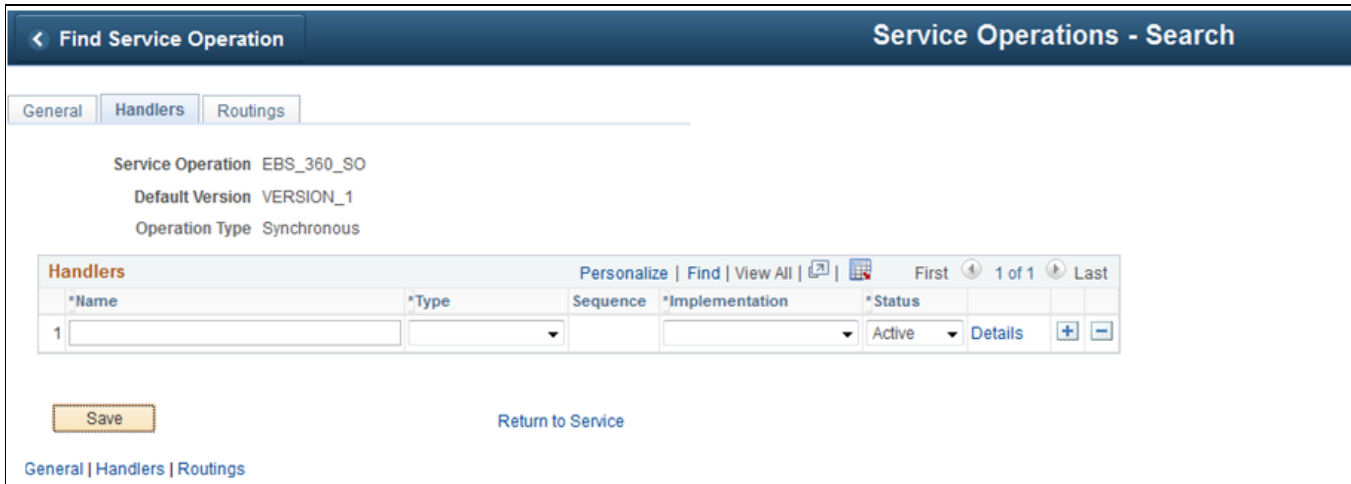 Find Service Operation Service Operations - Search
General Handlers Routings
Service Operation EBS_360_SO
Default Version VERSION_1
Operation Type Synchronous
Handlers Personalize | Find | View All | | First 1 of 1 Last
*Name *Type Sequence *Implementation *Status
1 Active Details
Save Return to Service
General | Handlers | Routings